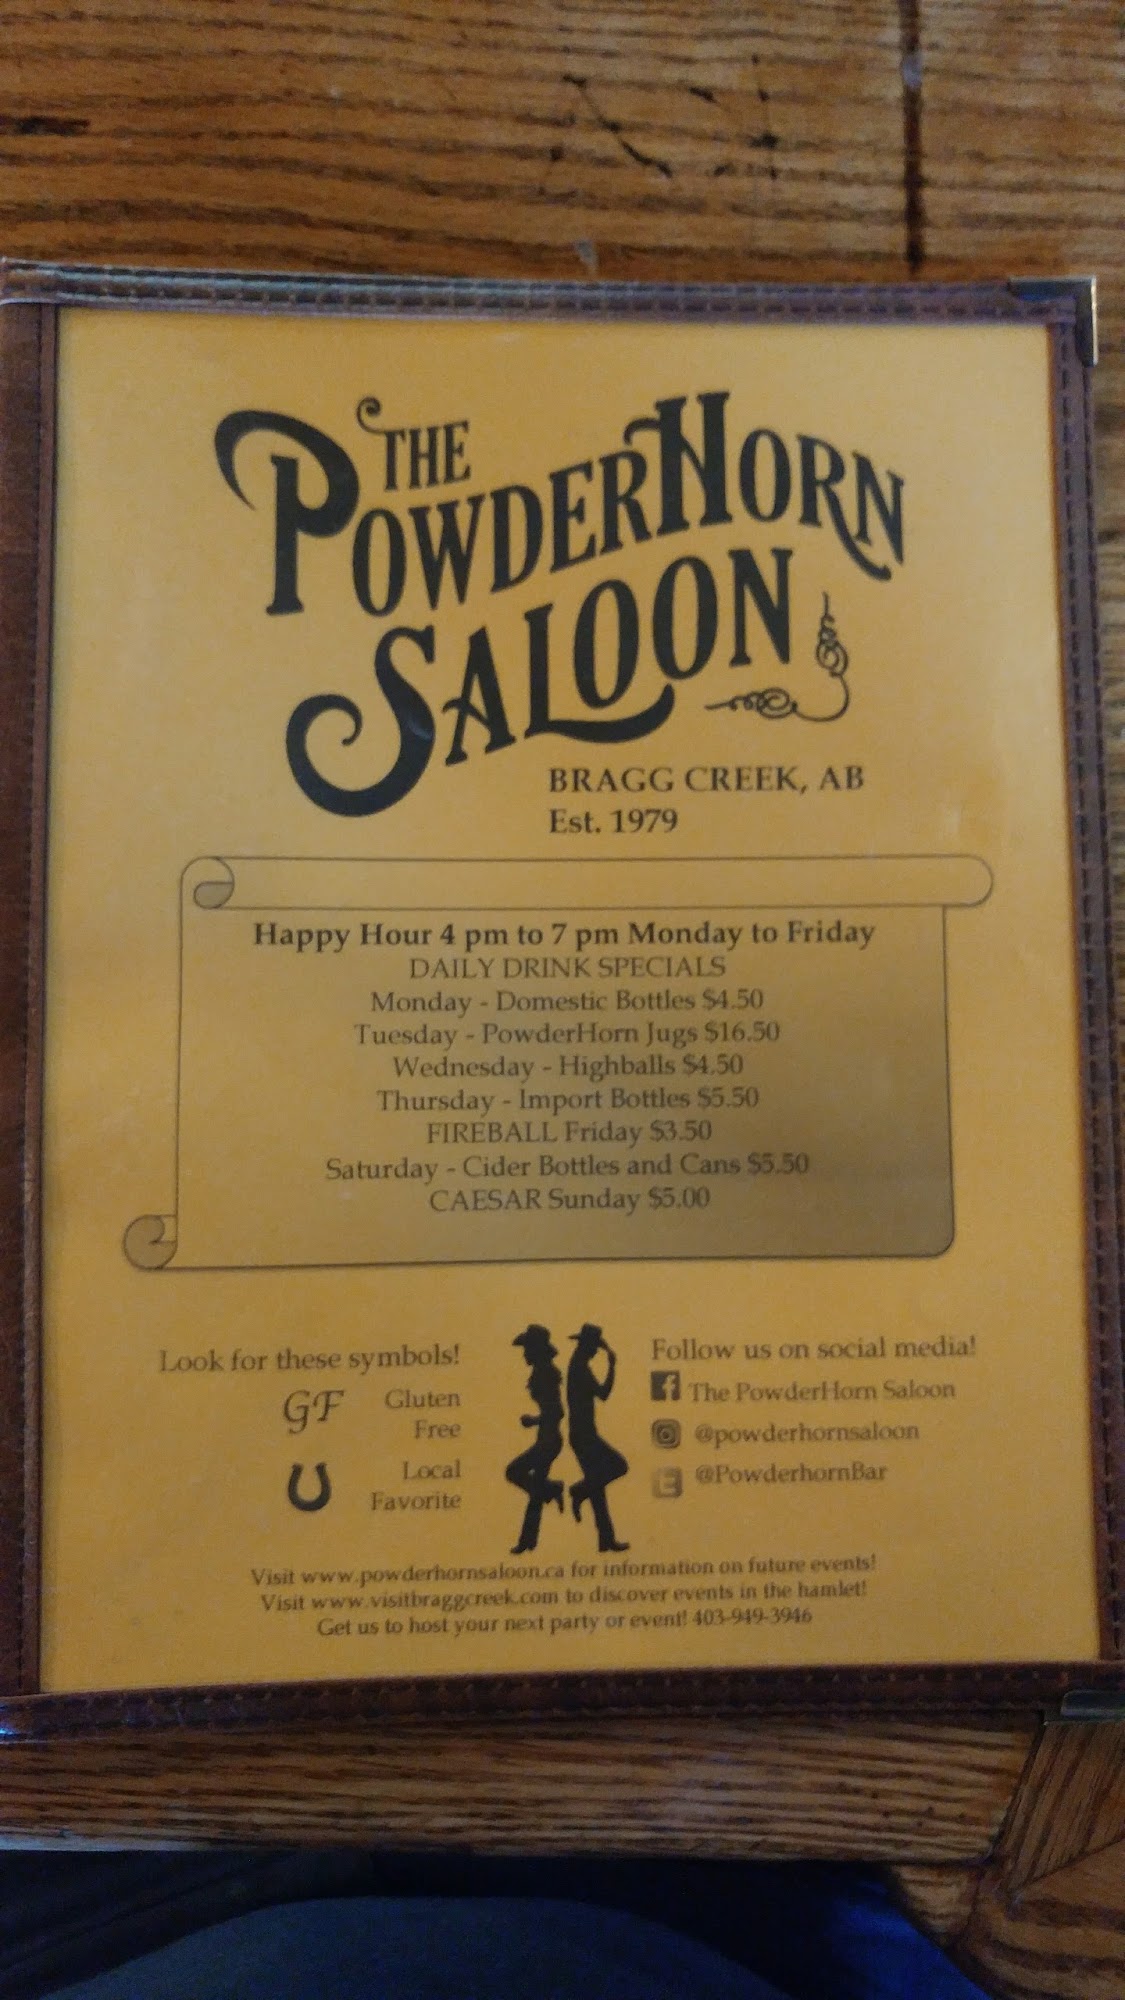 THE
POWDERHORN
SALOON
BRAGG CREEK, AB
Est. 1979
Happy Hour 4 pm to 7 pm Monday to Friday
DAILY DRINK SPECIALS
Monday - Domestic Bottles $4.50
Tuesday - PowderHorn Jugs $16.50
Wednesday - Highballs $4.50
Thursday - Import Bottles $5.50
FIREBALL Friday $3.50
Saturday - Cider Bottles and Cans $5.50
CAESAR Sunday $5.00
Look for these symbols!
GF Gluten
Free
Local
Favorite
Follow us on social media!
f The PowderHorn Saloon
@powderhornsaloon
t @PowderhornBar
Visit www.powderhornsaloon.ca for information on future events!
Visit www.visitbraggcreek.com to discover events in the hamlet!
Get us to host your next party or event! 403-949-3946